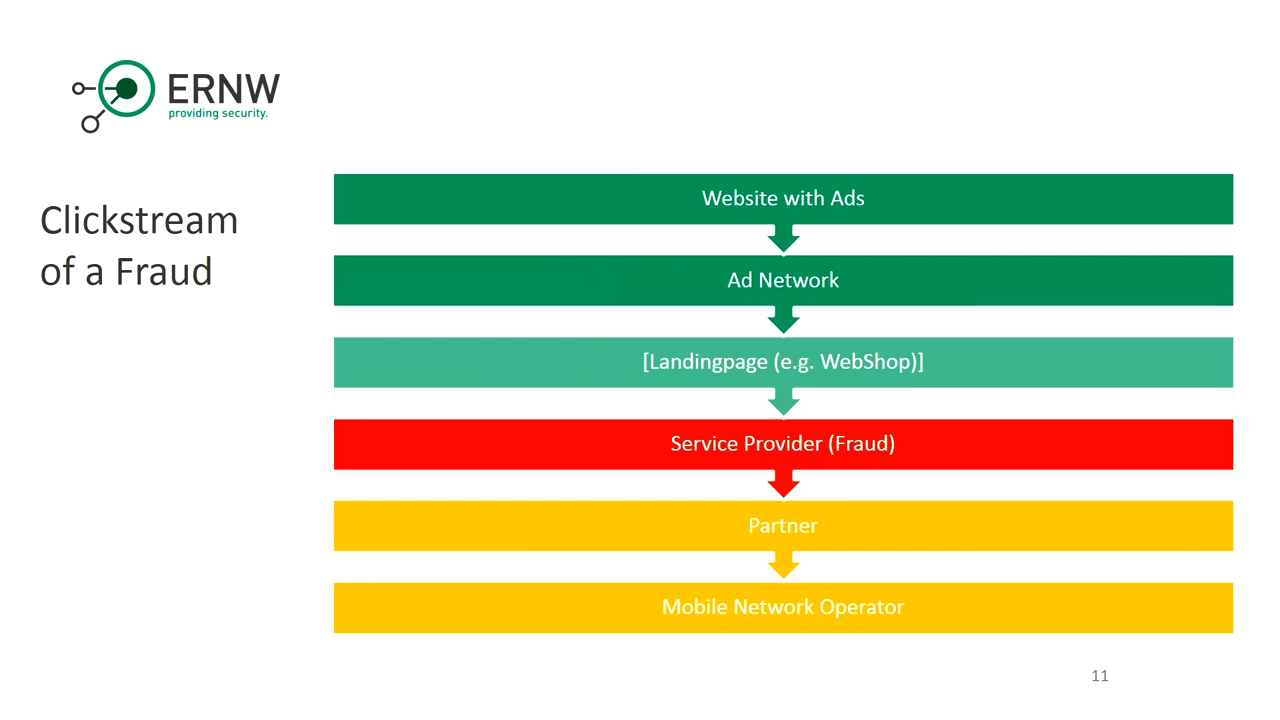 ERNW
providing security.
Clickstream
of a Fraud
Website with Ads
Ad Network
[Landingpage (e.g. WebShop)]
Service Provider (Fraud)
Partner
Mobile Network Operator
11